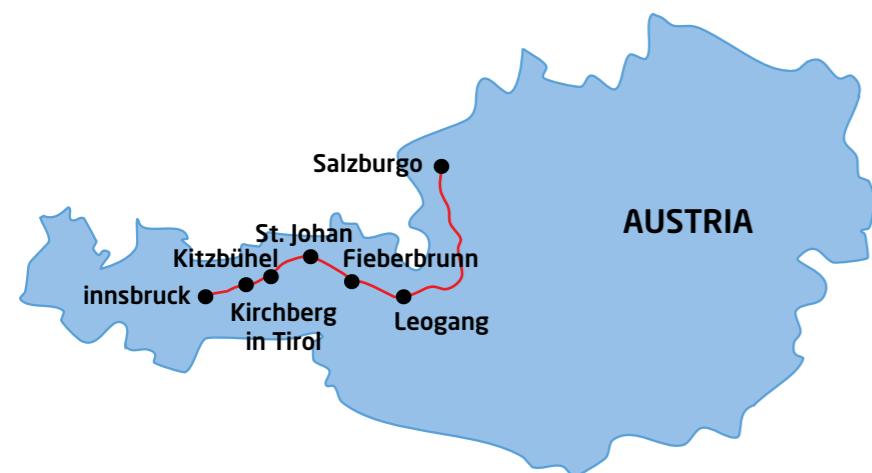 Salzburgo
AUSTRIA
St. Johan
Kitzbühel
Fieberbrunn
innsbruck
Kirchberg
in Tirol
Leogang